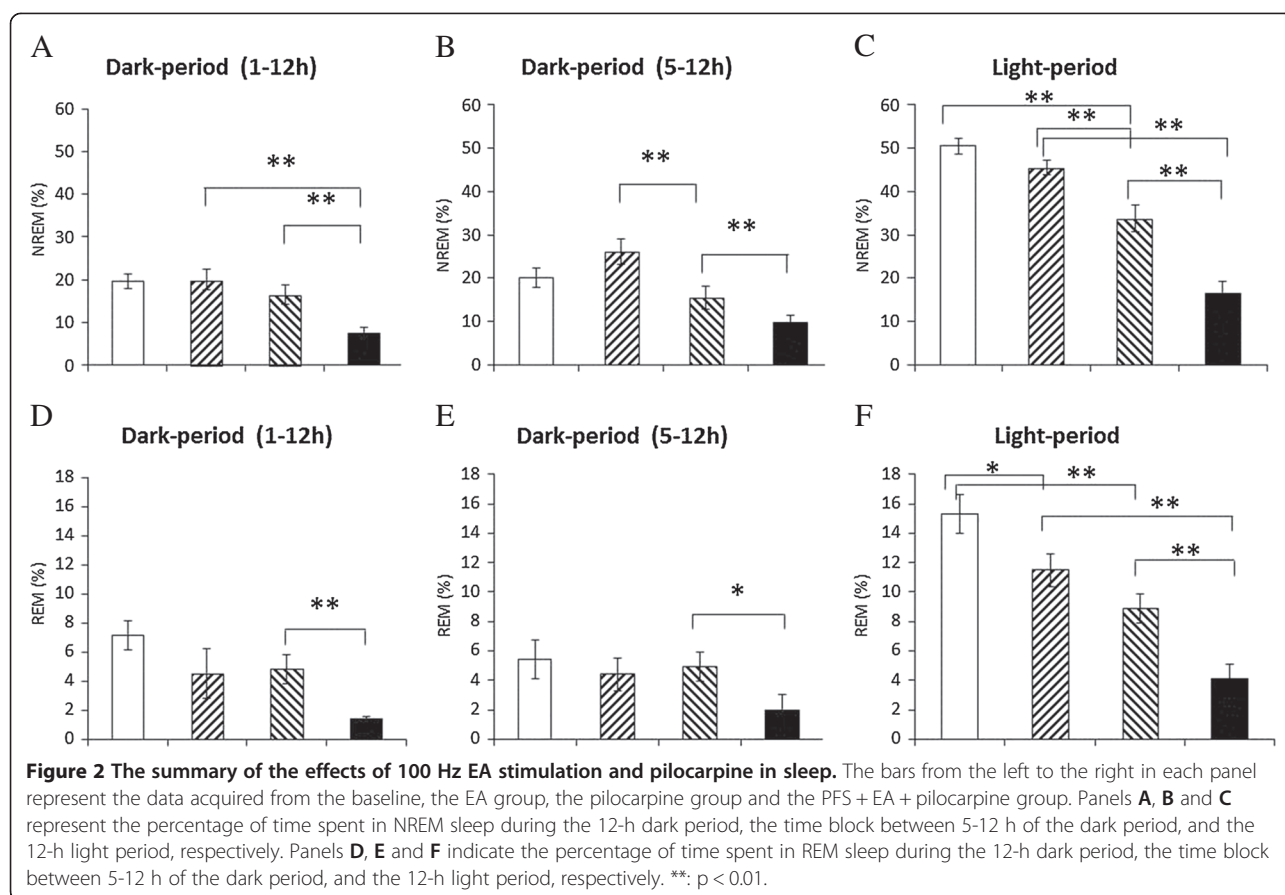 A
Dark-period (1-12h)
60
50
40
30
20
10
0
NREM (%)
**
**
B
Dark-period (5-12h)
60
50
40
30
20
10
0
NREM (%)
**
**
C
Light-period
60
50
40
30
20
10
0
NREM (%)
**
**
**
**
D
Dark-period (1-12h)
18
16
14
12
10
8
6
4
2
0
REM (%)
**
E
Dark-period (5-12h)
18
16
14
12
10
8
6
4
2
0
REM (%)
*
F
Light-period
18
16
14
12
10
8
6
4
2
0
REM (%)
*
**
**
**
Figure 2 The summary of the effects of 100 Hz EA stimulation and pilocarpine in sleep. The bars from the left to the right in each panel
represent the data acquired from the baseline, the EA group, the pilocarpine group and the PFS + EA + pilocarpine group. Panels A, B and C
represent the percentage of time spent in NREM sleep during the 12-h dark period, the time block between 5-12 h of the dark period, and the
12-h light period, respectively. Panels D, E and F indicate the percentage of time spent in REM sleep during the 12-h dark period, the time block
between 5-12 h of the dark period, and the 12-h light period, respectively. **: p < 0.01.